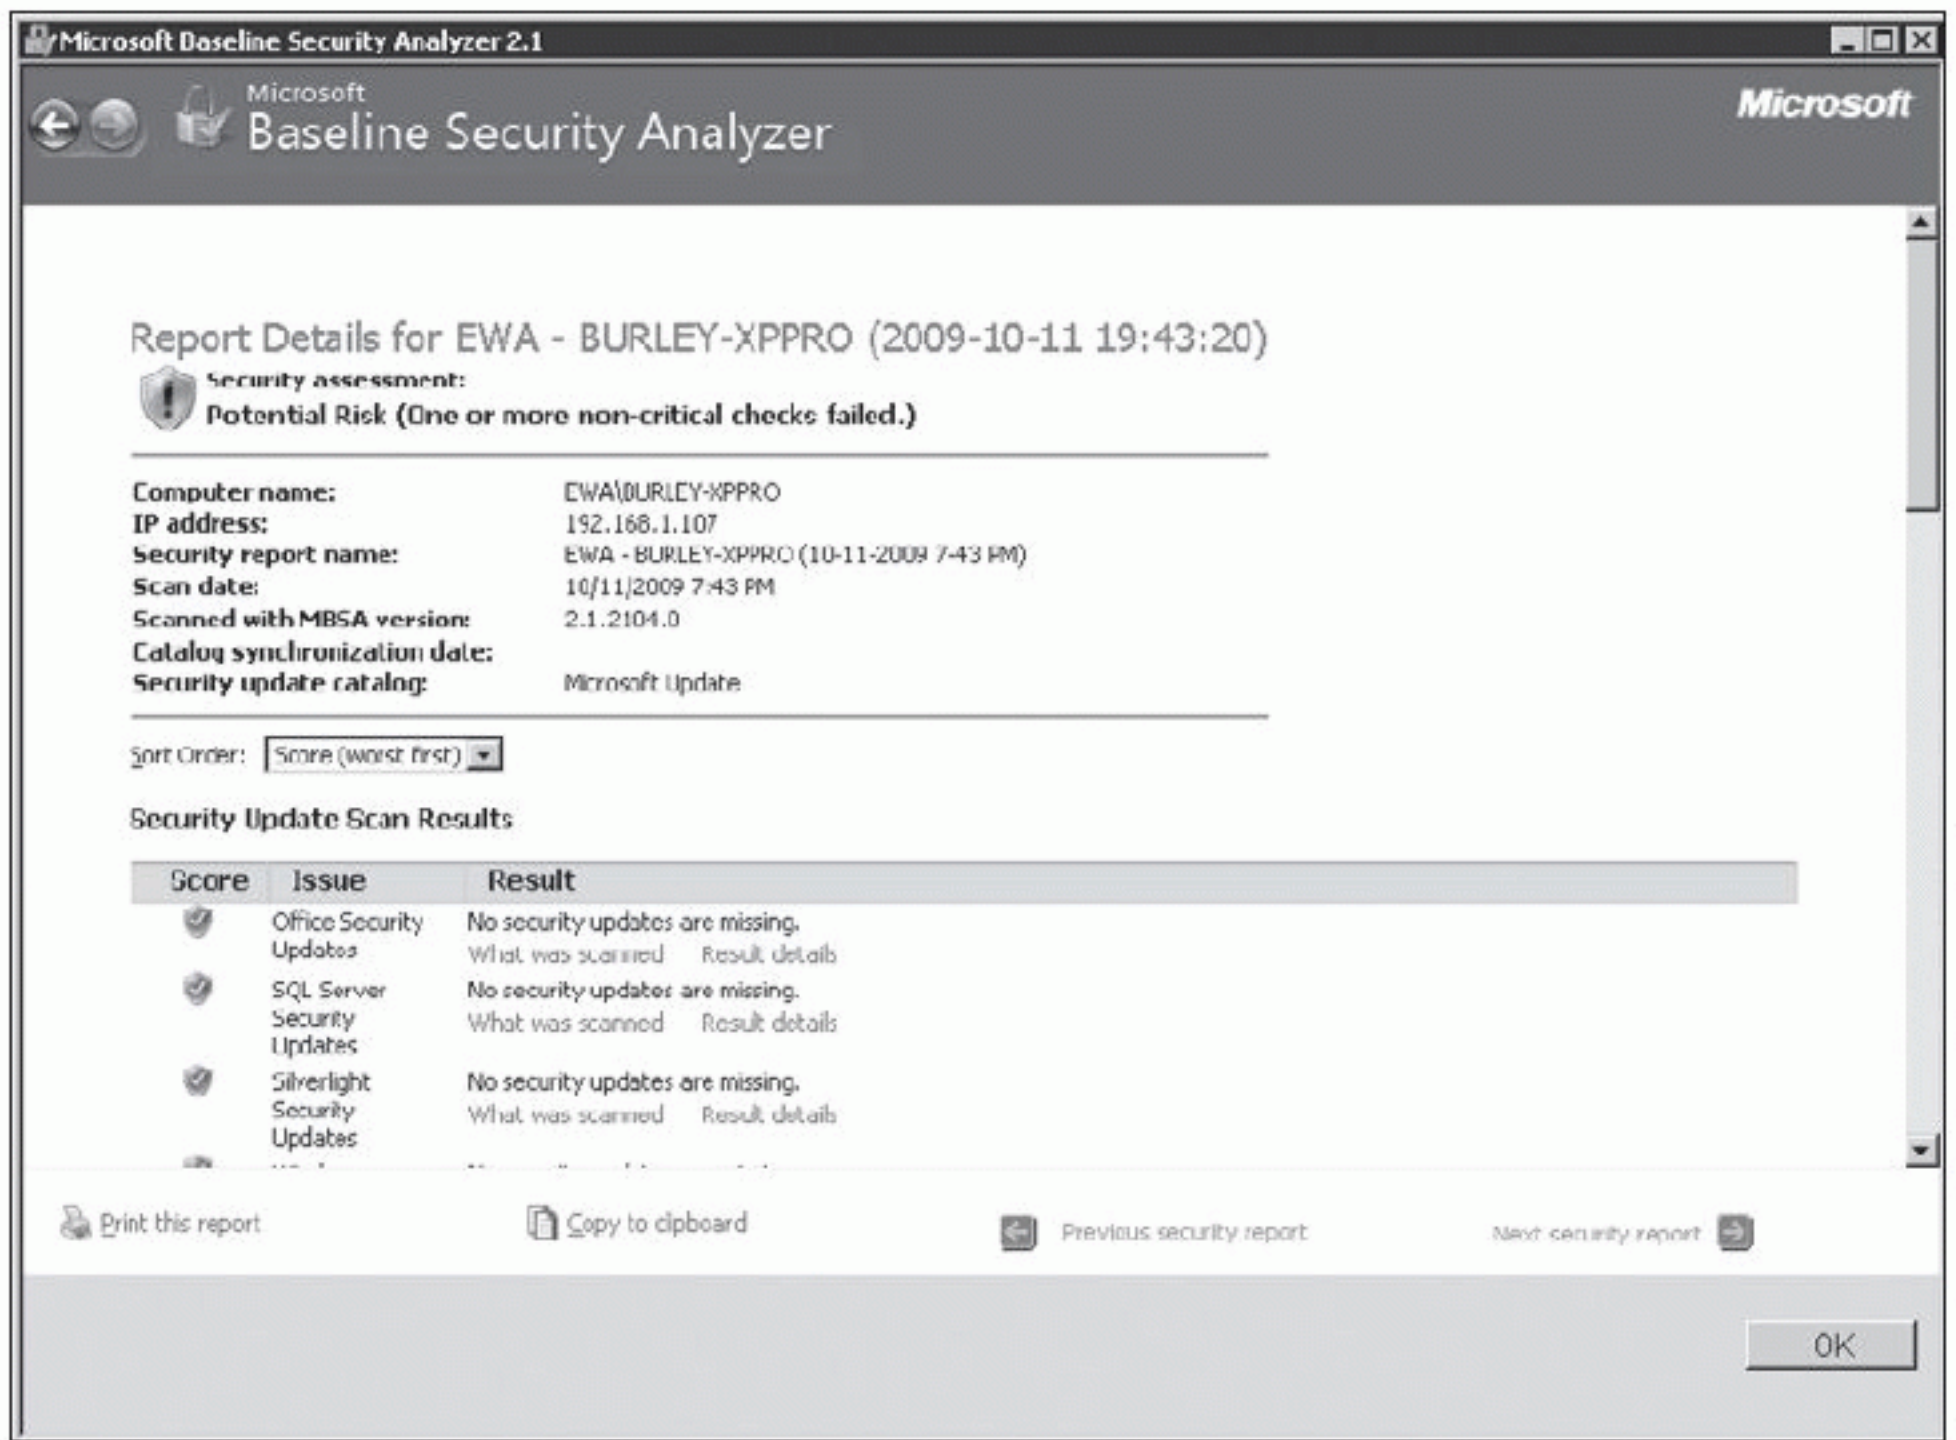 Microsoft Baseline Security Analyzer 2.1
Microsoft
Baseline Security Analyzer
Microsoft
Report Details for EWA - BURLEY-XPPRO (2009-10-11 19:43:20)
Security assessment:
Potential Risk (One or more non-critical checks failed.)
Computer name: EWA\BURLEY-XPPRO
IP address: 192.168.1.107
Security report name: EWA - BURLEY-XPPRO (10-11-2009 7-43 PM)
Scan date: 10/11/2009 7:43 PM
Scanned with MBSA version: 2.1.2104.0
Catalog synchronization date:
Security update catalog: Microsoft Update
Sort Order: Score (worst first)
Security Update Scan Results
Score Issue Result
Office Security No security updates are missing.
Updates What was scanned Result details
SQL Server No security updates are missing.
Security What was scanned Result details
Updates
Silverlight No security updates are missing.
Security What was scanned Result details
Updates
Print this report Copy to clipboard Previous security report Next security report
OK